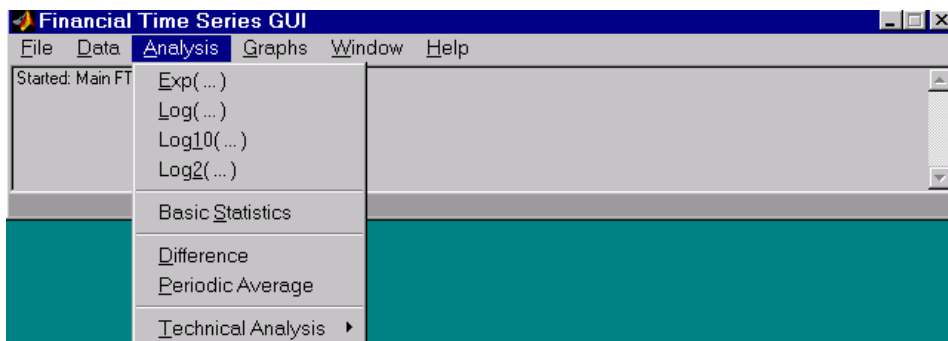 Financial Time Series GUI
File Data Analysis Graphs Window Help
Started: Main FT
Exp(...)
Log(...)
Log10(...)
Log2(...)
Basic Statistics
Difference
Periodic Average
Technical Analysis